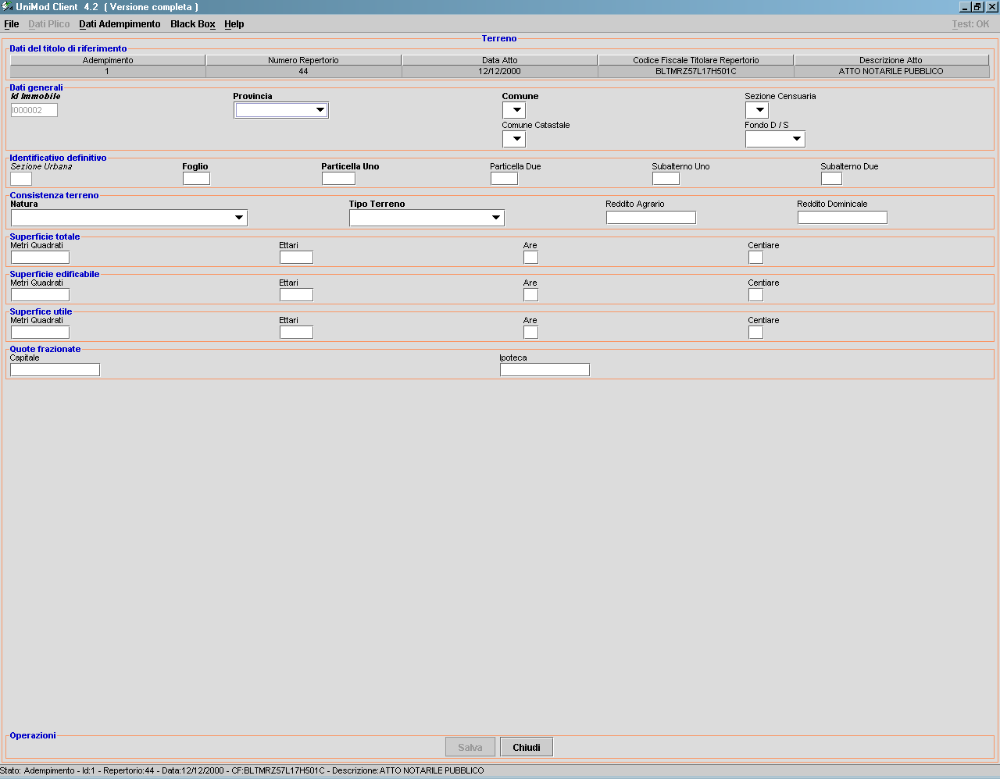 UniMod Client 4.2 ( Versione completa )
File Dati Plico Dati Adempimento Black Box Help Test: OK
Terreno
Dati del titolo di riferimento
Adempimento Numero Repertorio Data Atto Codice Fiscale Titolare Repertorio Descrizione Atto
1 44 12/12/2000 BLTMRZ57L17H501C ATTO NOTARILE PUBBLICO
Dati generali
Id Immobile Provincia Comune Sezione Censuaria
I000002
Comune Catastale Fondo D / S
Identificativo definitivo
Sezione Urbana Foglio Particella Uno Particella Due Subalterno Uno Subalterno Due
Consistenza terreno
Natura Tipo Terreno Reddito Agrario Reddito Dominicale
Superficie totale
Metri Quadrati Ettari Are Centiare
Superficie edificabile
Metri Quadrati Ettari Are Centiare
Superfice utile
Metri Quadrati Ettari Are Centiare
Quote frazionate
Capitale Ipoteca
Operazioni
Salva Chiudi
Stato: Adempimento - Id:1 - Repertorio:44 - Data:12/12/2000 - CF:BLTMRZ57L17H501C - Descrizione:ATTO NOTARILE PUBBLICO